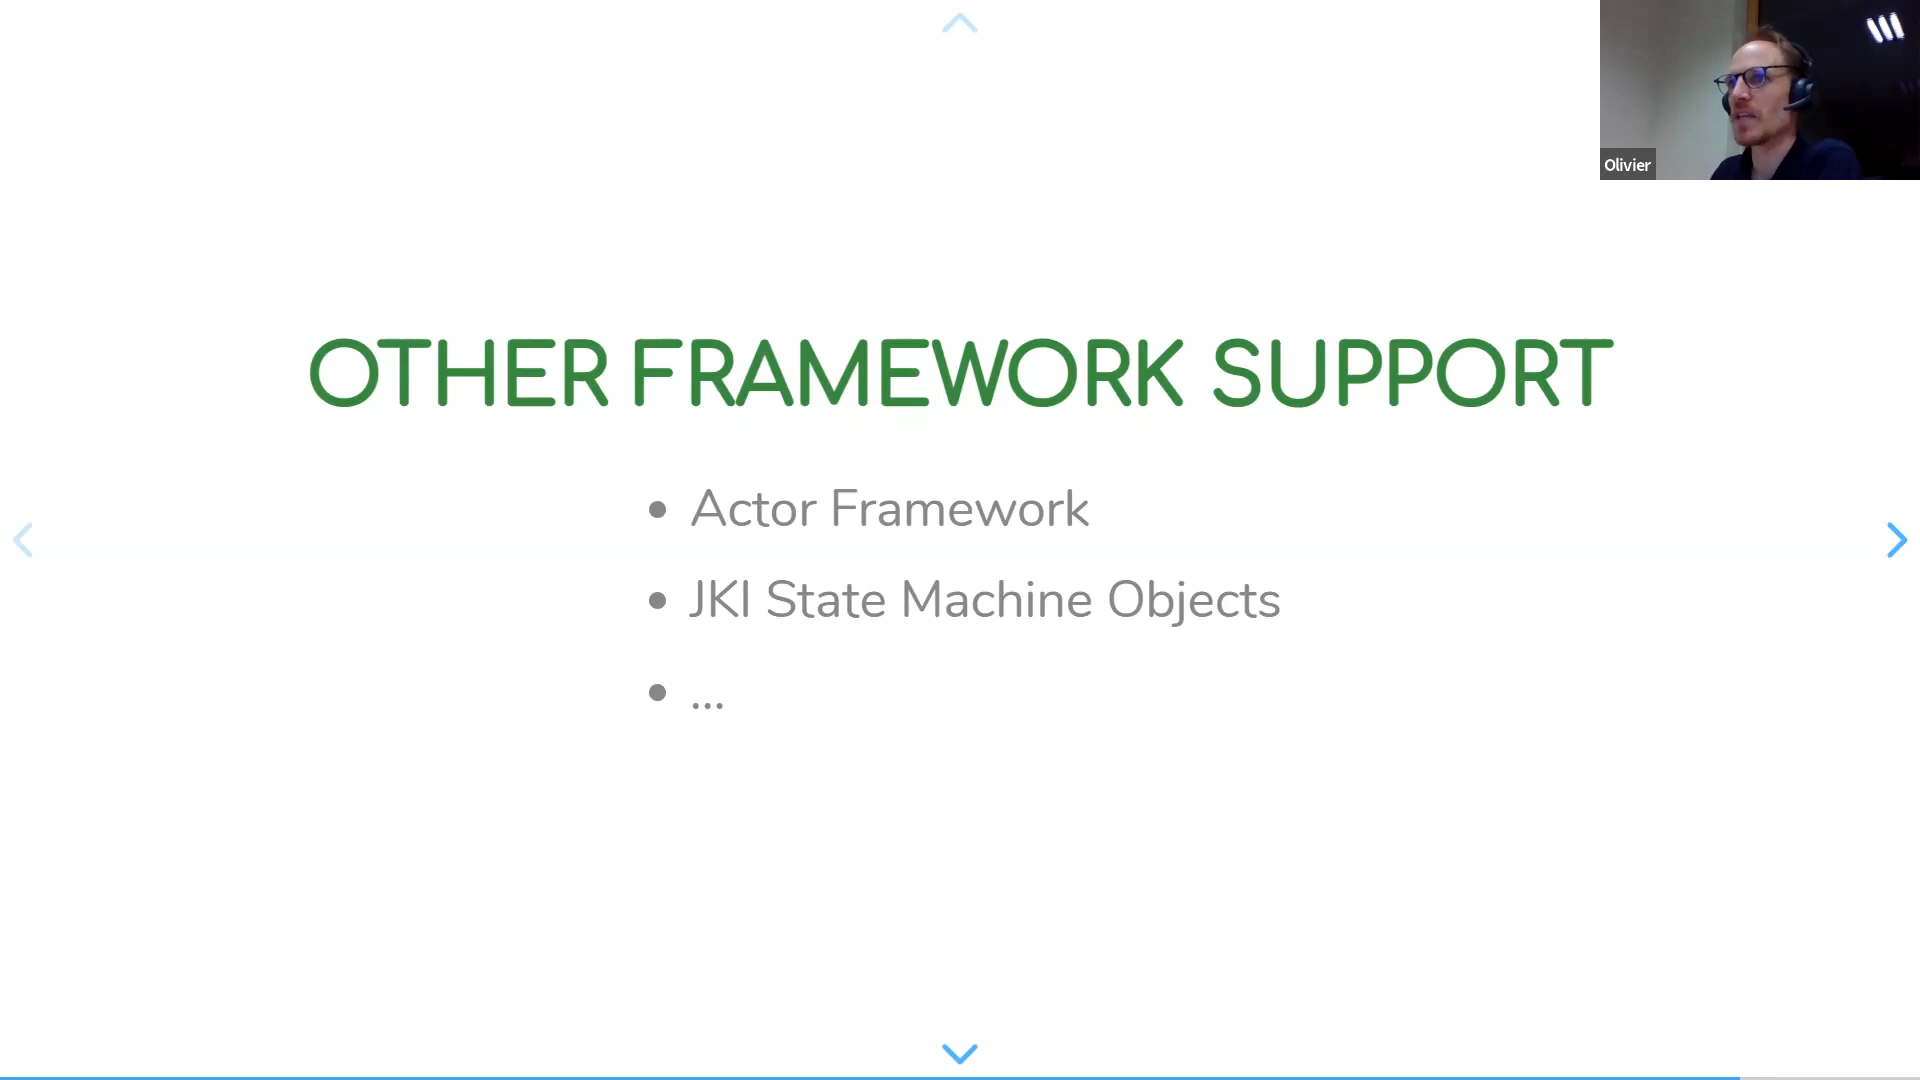 Olivier
OTHER FRAMEWORK SUPPORT
Actor Framework
JKI State Machine Objects
...